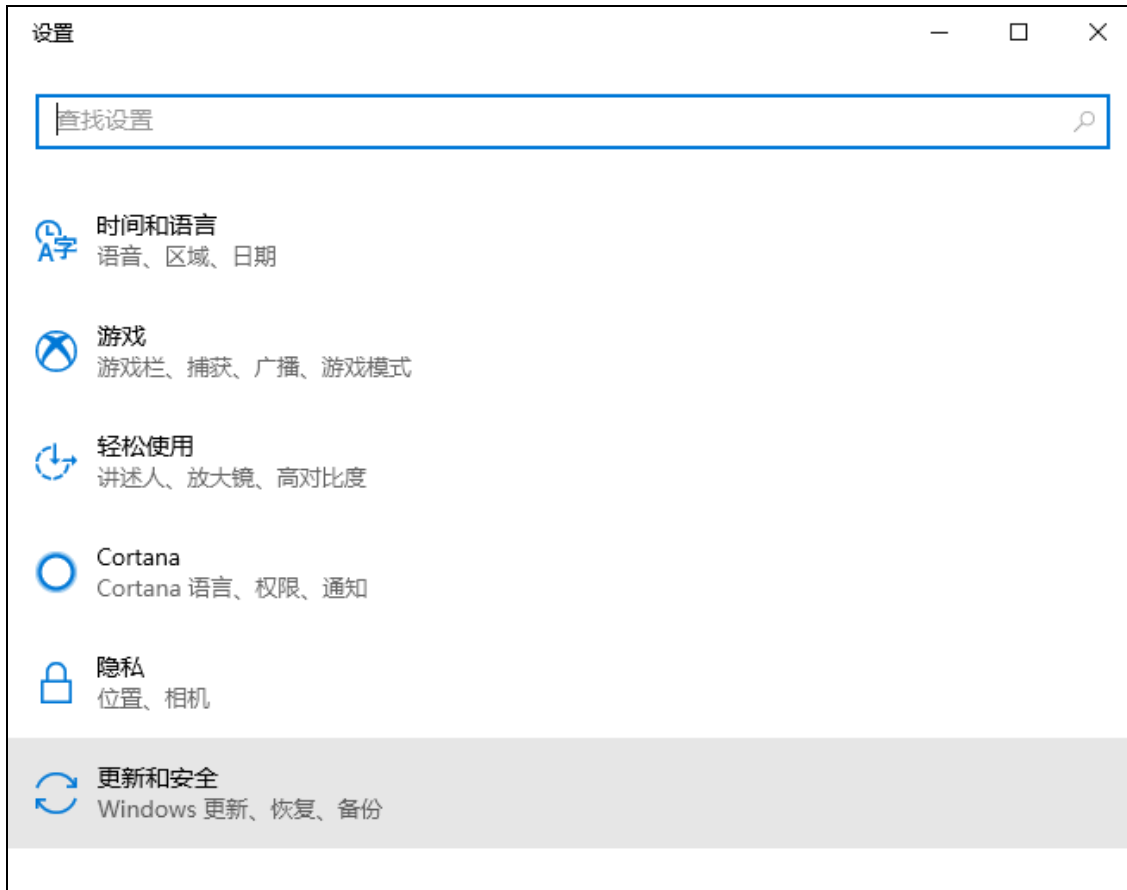 设置
查找设置
时间和语言
语音、区域、日期
游戏
游戏栏、捕获、广播、游戏模式
轻松使用
讲述人、放大镜、高对比度
Cortana
Cortana 语言、权限、通知
隐私
位置、相机
更新和安全
Windows 更新、恢复、备份